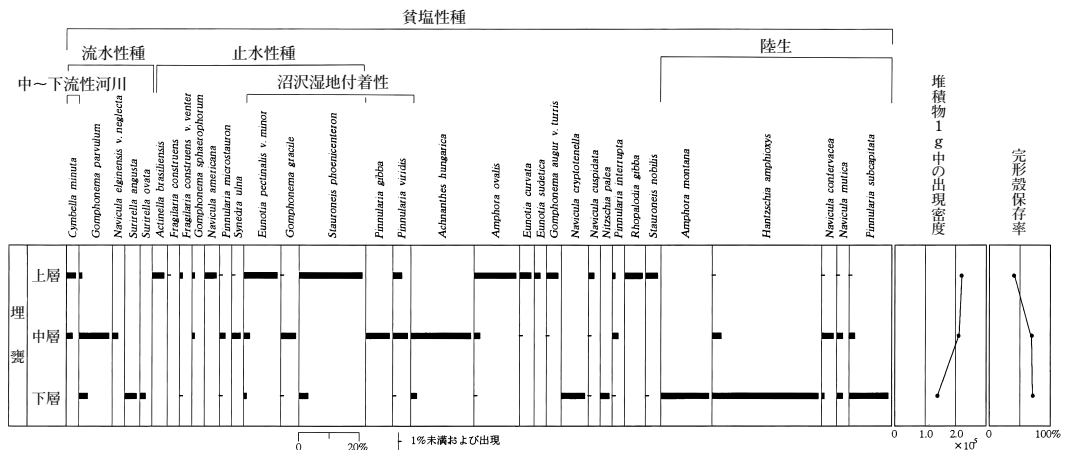 貧塩性種
流水性種
止水性種
陸生
中～下流性河川
沼沢湿地付着性
Cymbella minuta
Gomphonema parvulum
Navicula elginensis v. neglecta
Surirella angusta
Surirella ovata
Actinella brasiliensis
Fragilaria construens
Fragilaria construens v. venter
Gomphonema sphaerophorum
Navicula americana
Pinnularia microstauron
Synedra ulna
Eunotia pectinalis v. minor
Gomphonema gracile
Stauroneis phoenicenteron
Pinnularia gibba
Pinnularia viridis
Achnanthes hungarica
Amphora ovalis
Eunotia curvata
Eunotia sudetica
Gomphonema augur v. turris
Navicula cryptenella
Navicula cuspidata
Nitzschia palea
Pinnularia interrupta
Rhopalodia gibba
Stauroneis nobilis
Amphora montana
Hantzschia amphioxys
Navicula contervacea
Navicula mutica
Pinnularia subcapitata
堆積物1g中の出現密度
完形殻保存率
埋甕
上層
中層
下層
0 20%
1%未満および出現
0 1.0 2.0
×10⁵
0 100%